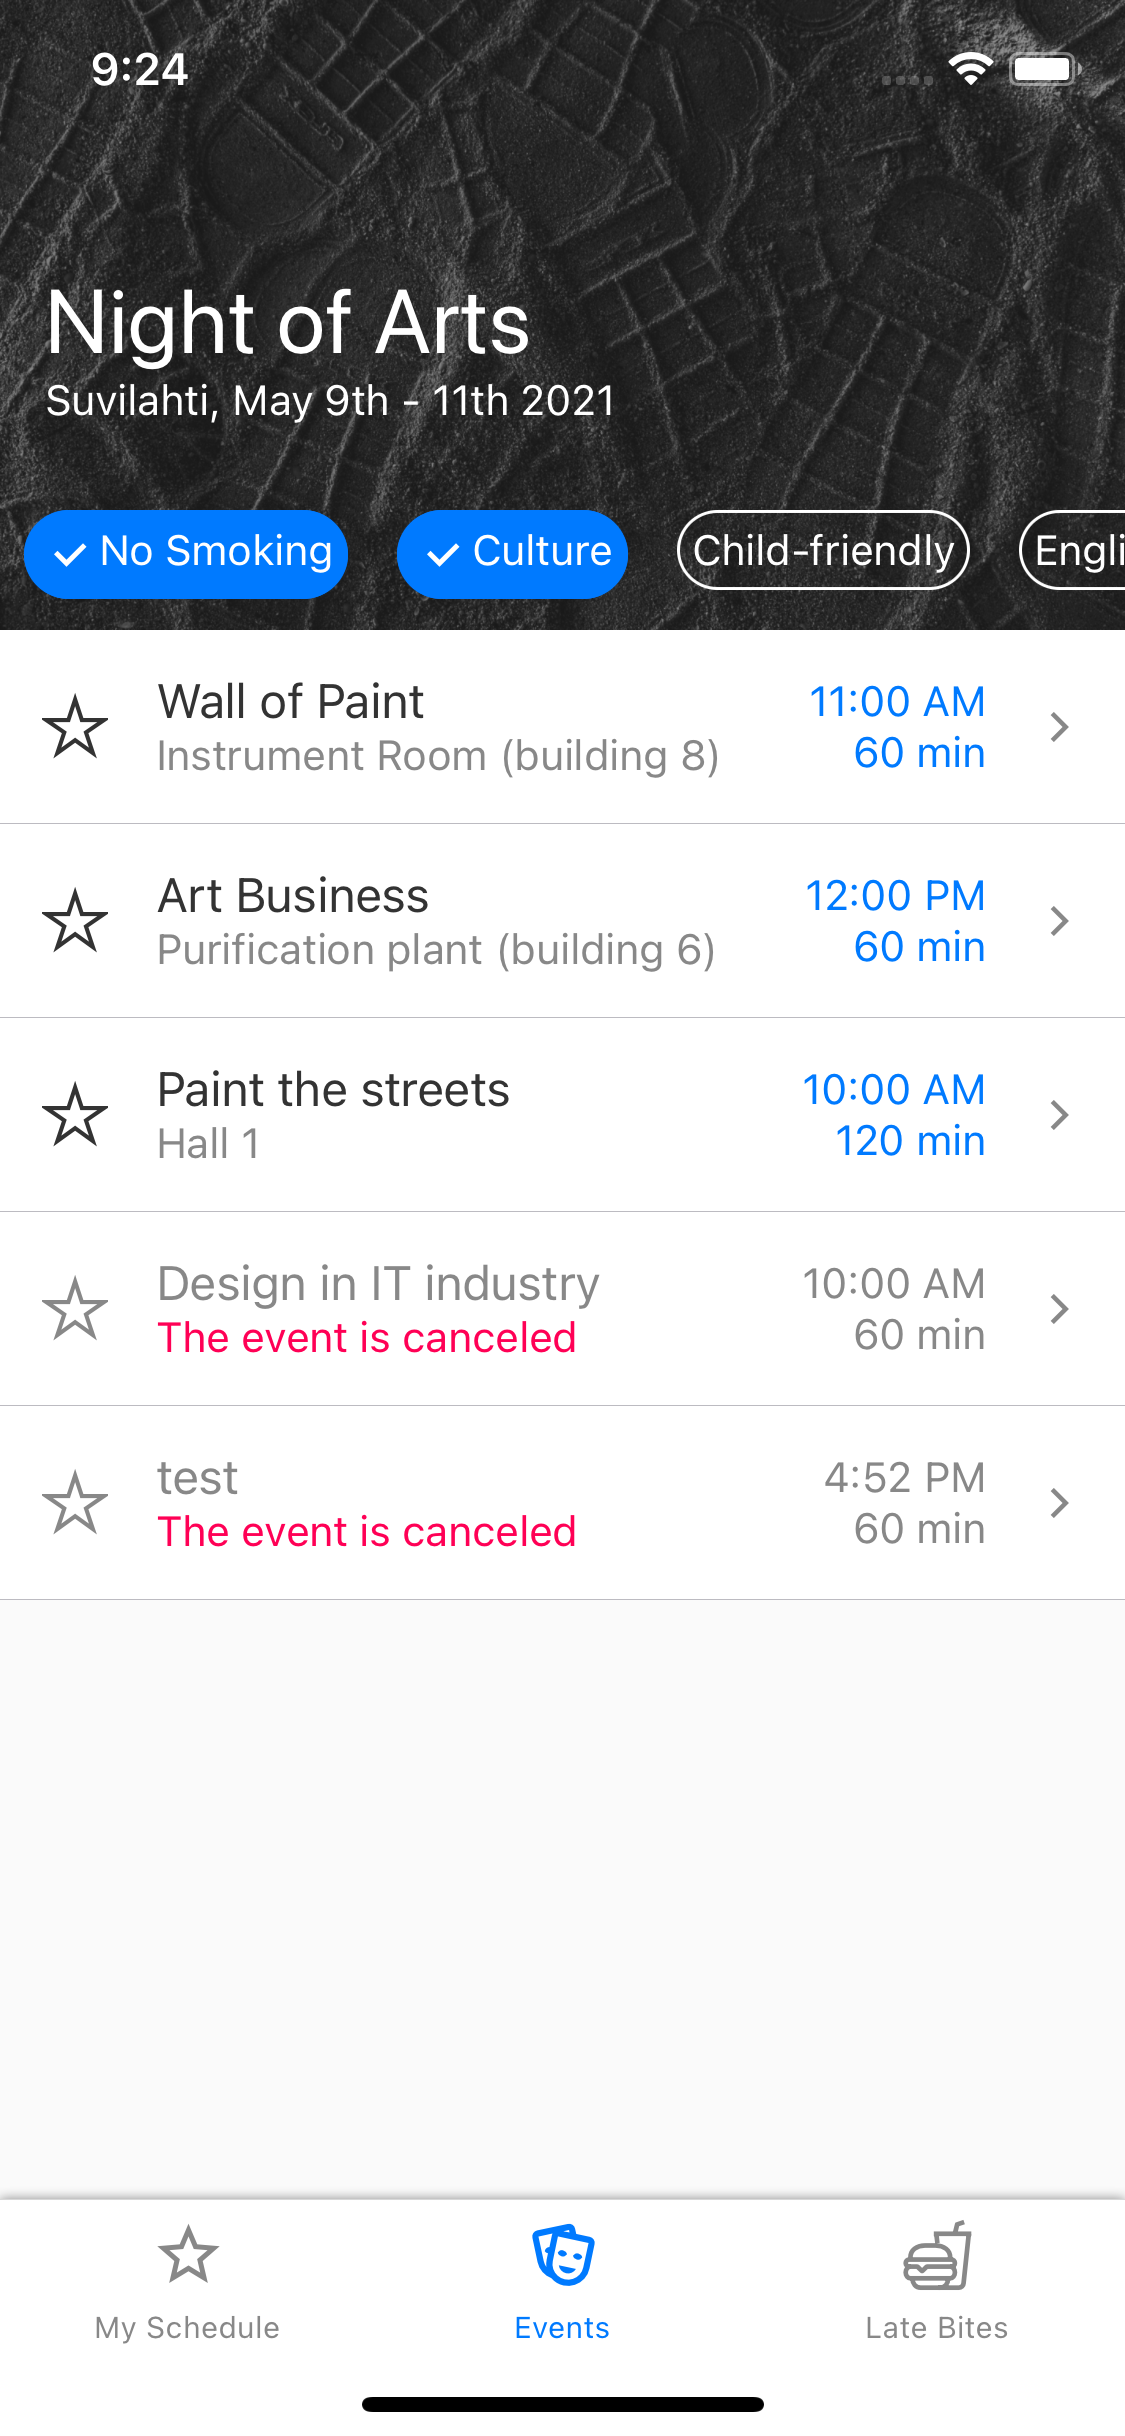 9:24
Night of Arts
Suvilahti, May 9th - 11th 2021
No Smoking
Culture
Child-friendly
Engli
Wall of Paint
Instrument Room (building 8)
11:00 AM
60 min
Art Business
Purification plant (building 6)
12:00 PM
60 min
Paint the streets
Hall 1
10:00 AM
120 min
Design in IT industry
The event is canceled
10:00 AM
60 min
test
The event is canceled
4:52 PM
60 min
My Schedule
Events
Late Bites